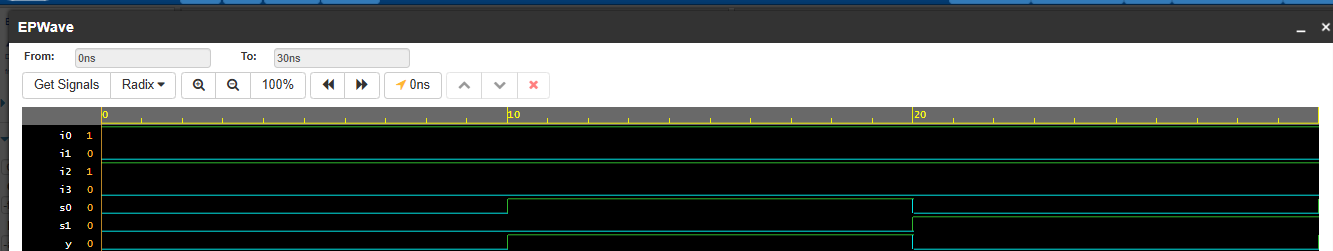 EPWave
From: 0ns To: 30ns
Get Signals Radix 100% 0ns
0 10 20
i0 1
i1 0
i2 1
i3 0
s0 0
s1 0
y 0